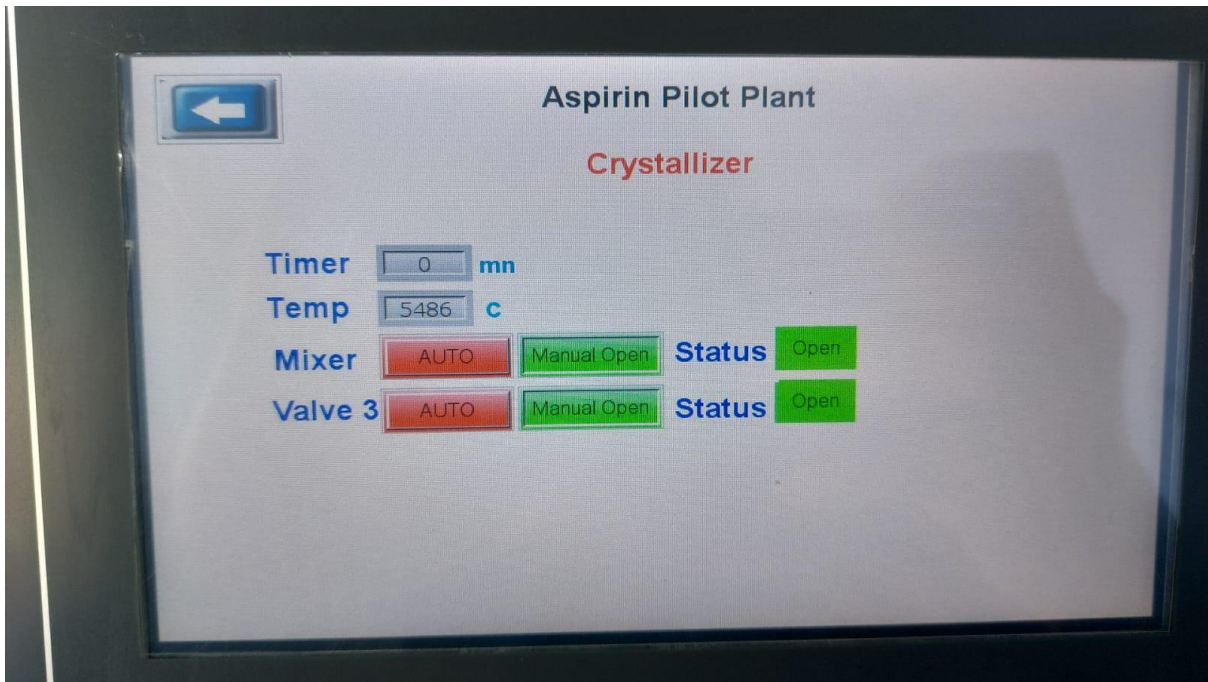 Aspirin Pilot Plant
Crystallizer
Timer 0 mn
Temp 5486 C
Mixer AUTO Manual Open Status Open
Valve 3 AUTO Manual Open Status Open